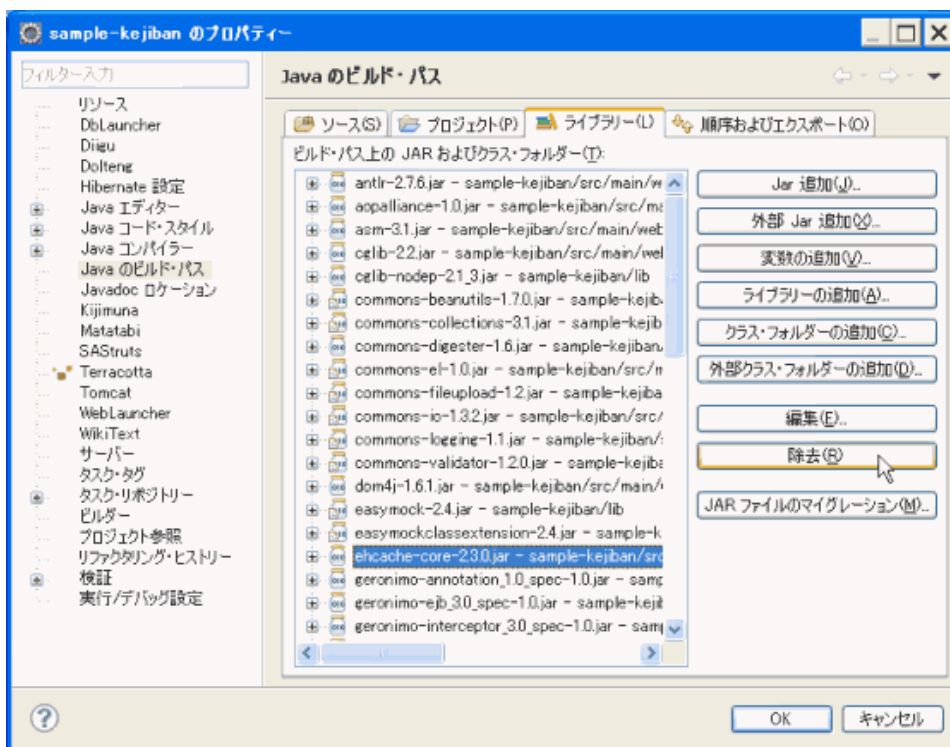 sample-kejiban のプロパティー
フィルター入力
リソース
DbLauncher
Diigu
Dolteng
Hibernate 設定
Java エディター
Java コード・スタイル
Java コンパイラー
Java のビルド・パス
Javadoc ロケーション
Kijimuna
Matatabi
SAStruts
Terracotta
Tomcat
WebLauncher
WikiText
サーバー
タスク・タグ
タスク・リポジトリー
ビルダー
プロジェクト参照
リファクタリング・ヒストリー
検証
実行/デバッグ設定
Java のビルド・パス
ソース(S) プロジェクト(P) ライブラリー(L) 順序およびエクスポート(O)
ビルド・パス上の JAR およびクラス・フォルダー(T):
antlr-2.7.6.jar - sample-kejiban/src/main/w
aopalliance-1.0.jar - sample-kejiban/src/ma
asm-3.1.jar - sample-kejiban/src/main/web
cglib-2.2.jar - sample-kejiban/src/main/wel
cglib-nodep-2.1_3.jar - sample-kejiban/lib
commons-beanutils-1.7.0.jar - sample-kejib
commons-collections-3.1.jar - sample-kejib
commons-digester-1.6.jar - sample-kejiban
commons-el-1.0.jar - sample-kejiban/src/n
commons-fileupload-1.2.jar - sample-kejiba
commons-io-1.3.2.jar - sample-kejiban/src/
commons-logging-1.1.jar - sample-kejiban/
commons-validator-1.2.0.jar - sample-kejiba
dom4j-1.6.1.jar - sample-kejiban/src/main/
easymock-2.4.jar - sample-kejiban/lib
easymockclassextension-2.4.jar - sample-k
ehcache-core-2.3.0.jar - sample-kejiban/src
geronimo-annotation_1.0_spec-1.0.jar - samp
geronimo-ejb_3.0_spec-1.0.jar - sample-kejib
geronimo-interceptor_3.0_spec-1.0.jar - samp
Jar 追加(J)...
外部 Jar 追加(X)...
変数の追加(V)...
ライブラリーの追加(A)...
クラス・フォルダーの追加(C)...
外部クラス・フォルダーの追加(D)...
編集(E)...
除去(R)
JAR ファイルのマイグレーション(M)...
OK キャンセル